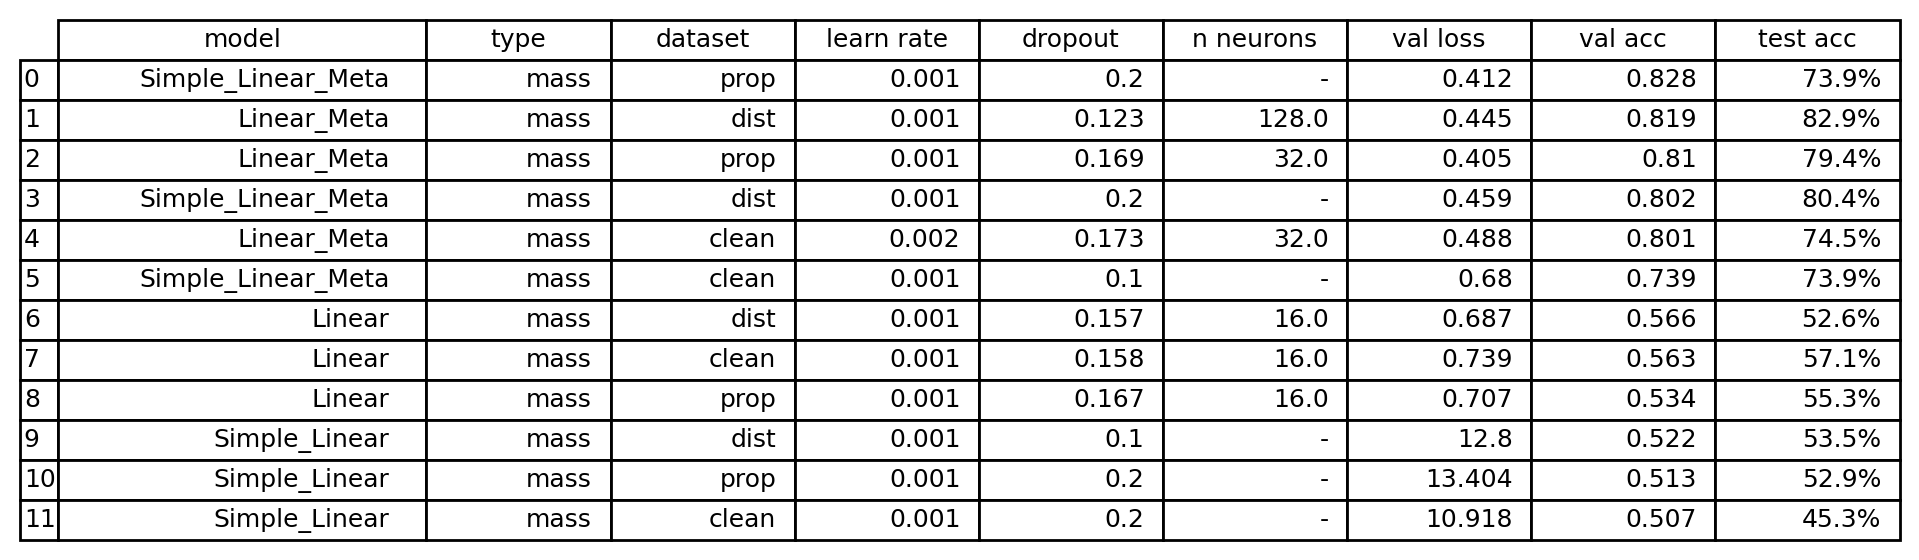 model type dataset learn rate dropout n neurons val loss val acc test acc
0 Simple_Linear_Meta mass prop 0.001 0.2 - 0.412 0.828 73.9%
1 Linear_Meta mass dist 0.001 0.123 128.0 0.445 0.819 82.9%
2 Linear_Meta mass prop 0.001 0.169 32.0 0.405 0.81 79.4%
3 Simple_Linear_Meta mass dist 0.001 0.2 - 0.459 0.802 80.4%
4 Linear_Meta mass clean 0.002 0.173 32.0 0.488 0.801 74.5%
5 Simple_Linear_Meta mass clean 0.001 0.1 - 0.68 0.739 73.9%
6 Linear mass dist 0.001 0.157 16.0 0.687 0.566 52.6%
7 Linear mass clean 0.001 0.158 16.0 0.739 0.563 57.1%
8 Linear mass prop 0.001 0.167 16.0 0.707 0.534 55.3%
9 Simple_Linear mass dist 0.001 0.1 - 12.8 0.522 53.5%
10 Simple_Linear mass prop 0.001 0.2 - 13.404 0.513 52.9%
11 Simple_Linear mass clean 0.001 0.2 - 10.918 0.507 45.3%